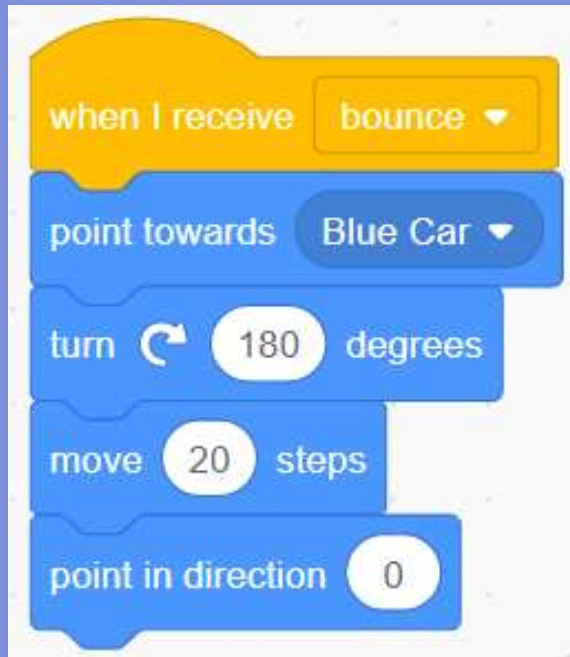 when I receive bounce
point towards Blue Car
turn 180 degrees
move 20 steps
point in direction 0